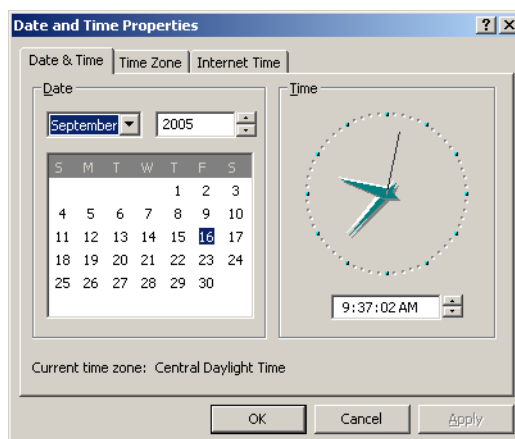 Date and Time Properties
Date & Time Time Zone Internet Time
Date
September 2005
S M T W T F S
1 2 3
4 5 6 7 8 9 10
11 12 13 14 15 16 17
18 19 20 21 22 23 24
25 26 27 28 29 30
Time
9:37:02 AM
Current time zone: Central Daylight Time
OK Cancel Apply